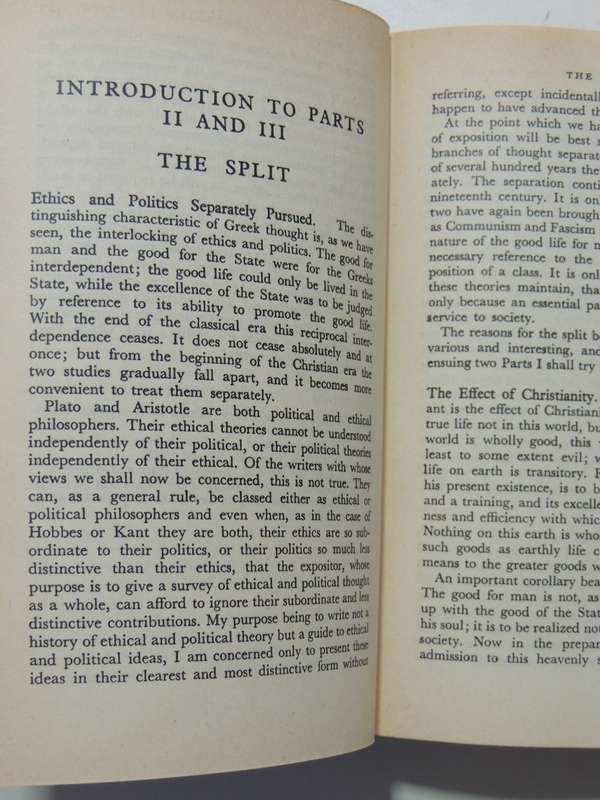 INTRODUCTION TO PARTS
II AND III
THE SPLIT
Ethics and Politics Separately Pursued. The dis-
tinguishing characteristic of Greek thought is, as we have
seen, the interlocking of ethics and politics. The good for
man and the good for the State were for the Greeks
interdependent; the good life could only be lived in the
State, while the excellence of the State was to be judged
by reference to its ability to promote the good life.
With the end of the classical era this reciprocal inter-
dependence ceases. It does not cease absolutely and at
once; but from the beginning of the Christian era the
two studies gradually fall apart, and it becomes more
convenient to treat them separately.
Plato and Aristotle are both political and ethical
philosophers. Their ethical theories cannot be understood
independently of their political, or their political theories
independently of their ethical. Of the writers with whose
views we shall now be concerned, this is not true. They
can, as a general rule, be classed either as ethical or
political philosophers and even when, as in the case of
Hobbes or Kant they are both, their ethics are so sub-
ordinate to their politics, or their politics so much less
distinctive than their ethics, that the expositor, whose
purpose is to give a survey of ethical and political thought
as a whole, can afford to ignore their subordinate and less
distinctive contributions. My purpose being to write not a
history of ethical and political theory but a guide to ethical
and political ideas, I am concerned only to present these
ideas in their clearest and most distinctive form without
THE
referring, except incidentall
happen to have advanced th
At the point which we ha
of exposition will be best s
branches of thought separat
of several hundred years the
ately. The separation conti
nineteenth century. It is on
two have again been brough
as Communism and Fascism
nature of the good life for m
necessary reference to the
position of a class. It is onl
these theories maintain, tha
only because an essential pa
service to society.
The reasons for the split be
various and interesting, and
ensuing two Parts I shall try
The Effect of Christianity.
ant is the effect of Christiani
true life not in this world, bu
world is wholly good, this
least to some extent evil; w
life on earth is transitory. F
his present existence, is to b
and a training, and its excelle
ness and efficiency with which
Nothing on this earth is who
such goods as earthly life c
means to the greater goods w
An important corollary bea
The good for man is not, as
up with the good of the Stat
his soul; it is to be realized no
society. Now in the prepar
admission to this heavenly s